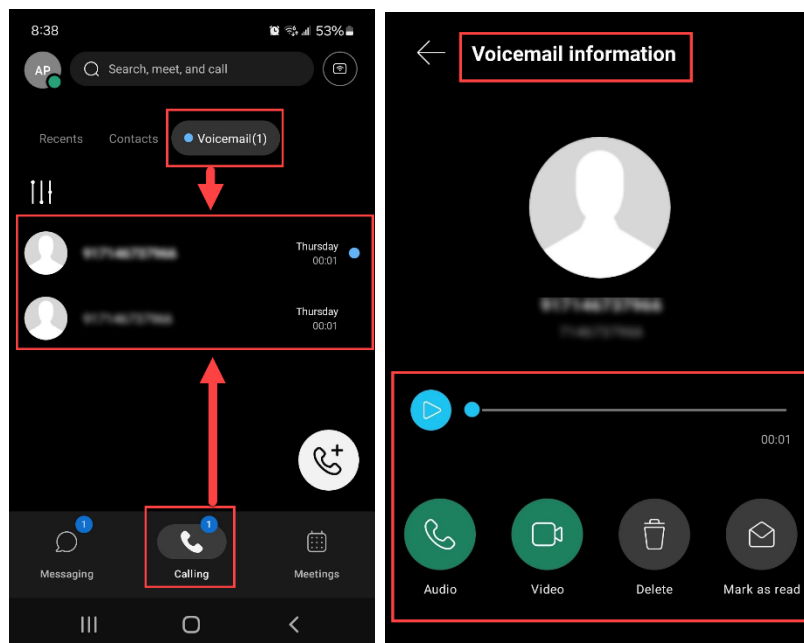 8:38
53%
AP
Search, meet, and call
Recents
Contacts
Voicemail(1)
Thursday
00:01
Thursday
00:01
1
1
Messaging
Calling
Meetings
Voicemail information
00:01
Audio
Video
Delete
Mark as read